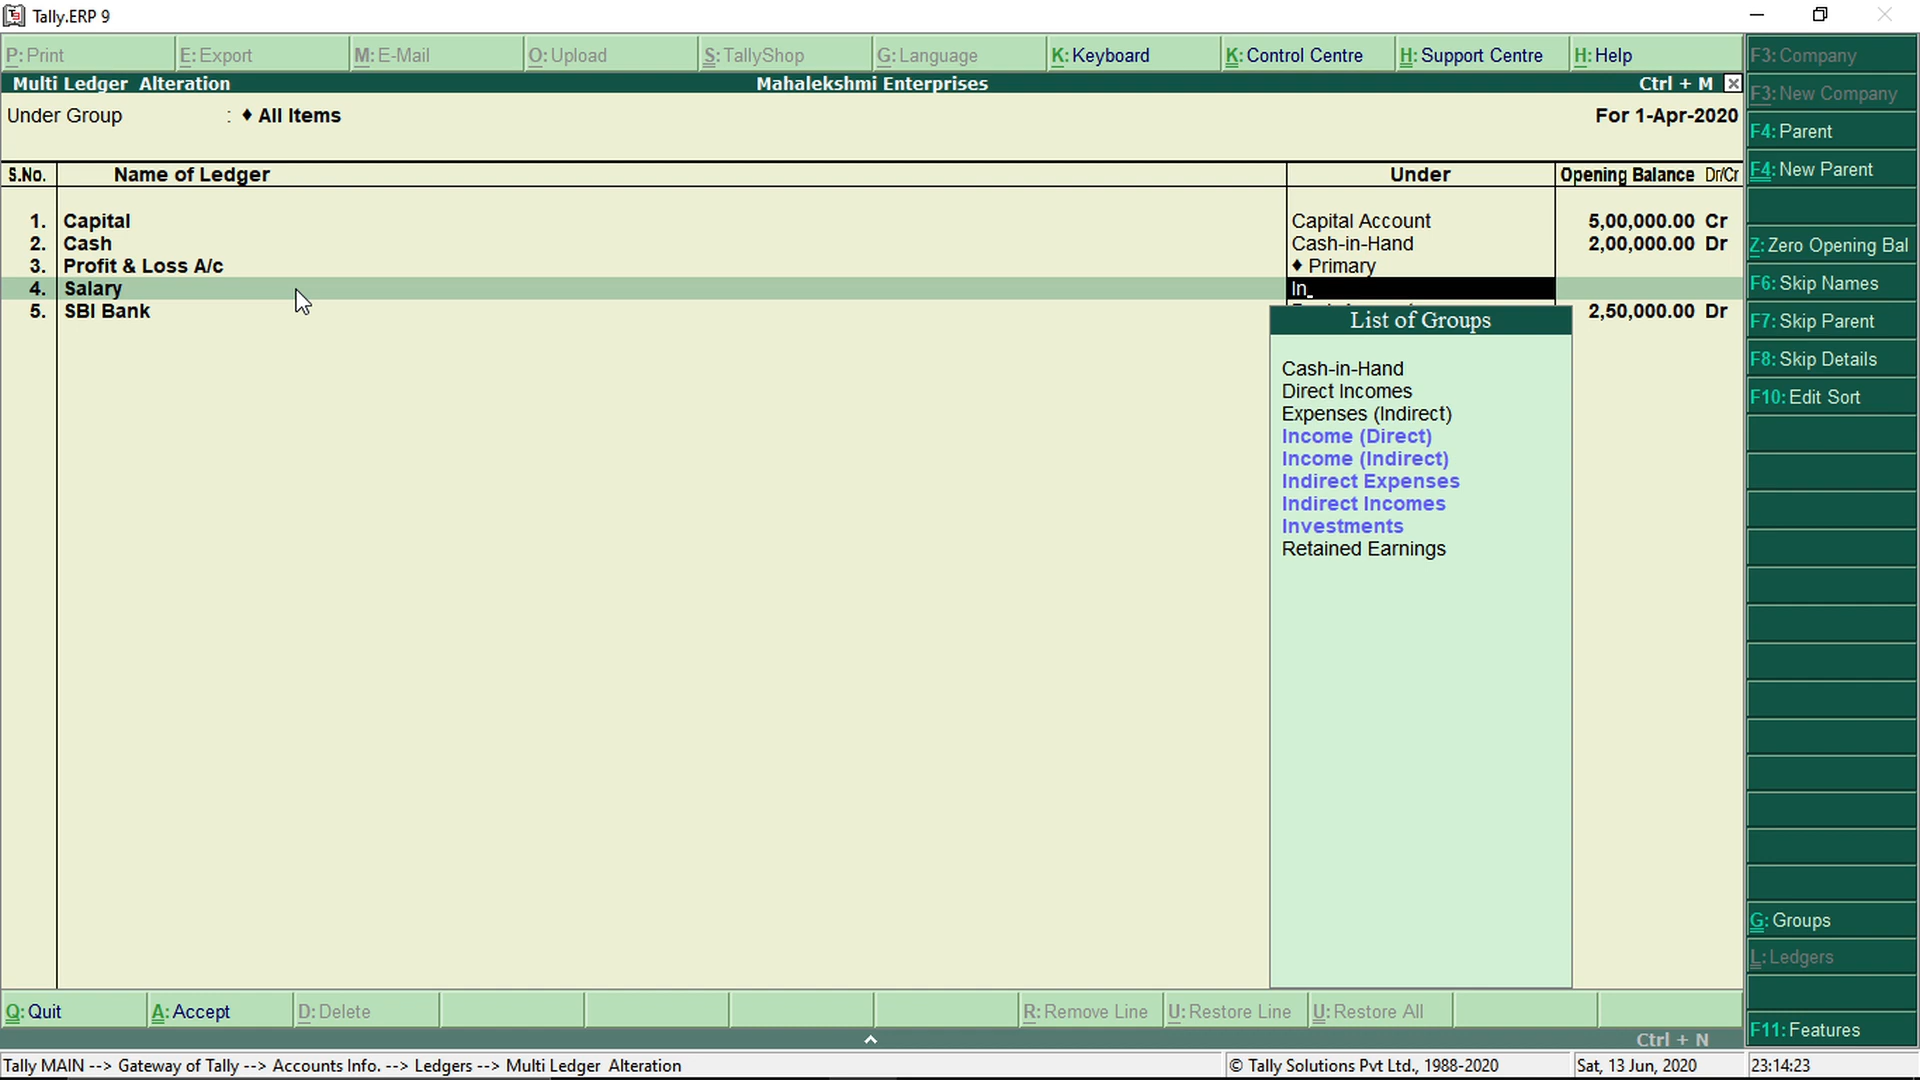 Tally.ERP 9
P: Print E: Export M: E-Mail O: Upload S: TallyShop G: Language K: Keyboard K: Control Centre H: Support Centre H: Help
Multi Ledger Alteration Mahalekshmi Enterprises Ctrl + M
Under Group : ♦ All Items For 1-Apr-2020
S.No. Name of Ledger Under Opening Balance Dr/Cr
1. Capital Capital Account 5,00,000.00 Cr
2. Cash Cash-in-Hand 2,00,000.00 Dr
3. Profit & Loss A/c ♦ Primary
4. Salary In
5. SBI Bank 2,50,000.00 Dr
List of Groups
Cash-in-Hand
Direct Incomes
Expenses (Indirect)
Income (Direct)
Income (Indirect)
Indirect Expenses
Indirect Incomes
Investments
Retained Earnings
F3: Company
F3: New Company
F4: Parent
F4: New Parent
Z: Zero Opening Bal
F6: Skip Names
F7: Skip Parent
F8: Skip Details
F10: Edit Sort
G: Groups
L: Ledgers
F11: Features
Q: Quit A: Accept D: Delete R: Remove Line U: Restore Line U: Restore All
Ctrl + N
Tally MAIN --> Gateway of Tally --> Accounts Info. --> Ledgers --> Multi Ledger Alteration © Tally Solutions Pvt Ltd., 1988-2020 Sat, 13 Jun, 2020 23:14:23